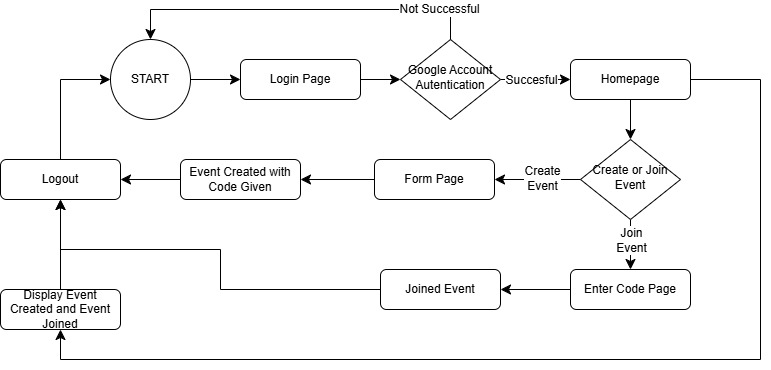 Not Successful
START
Login Page
Google Account
Autentication
Succesful
Homepage
Logout
Event Created with
Code Given
Form Page
Create
Event
Create or Join
Event
Join
Event
Display Event
Created and Event
Joined
Joined Event
Enter Code Page